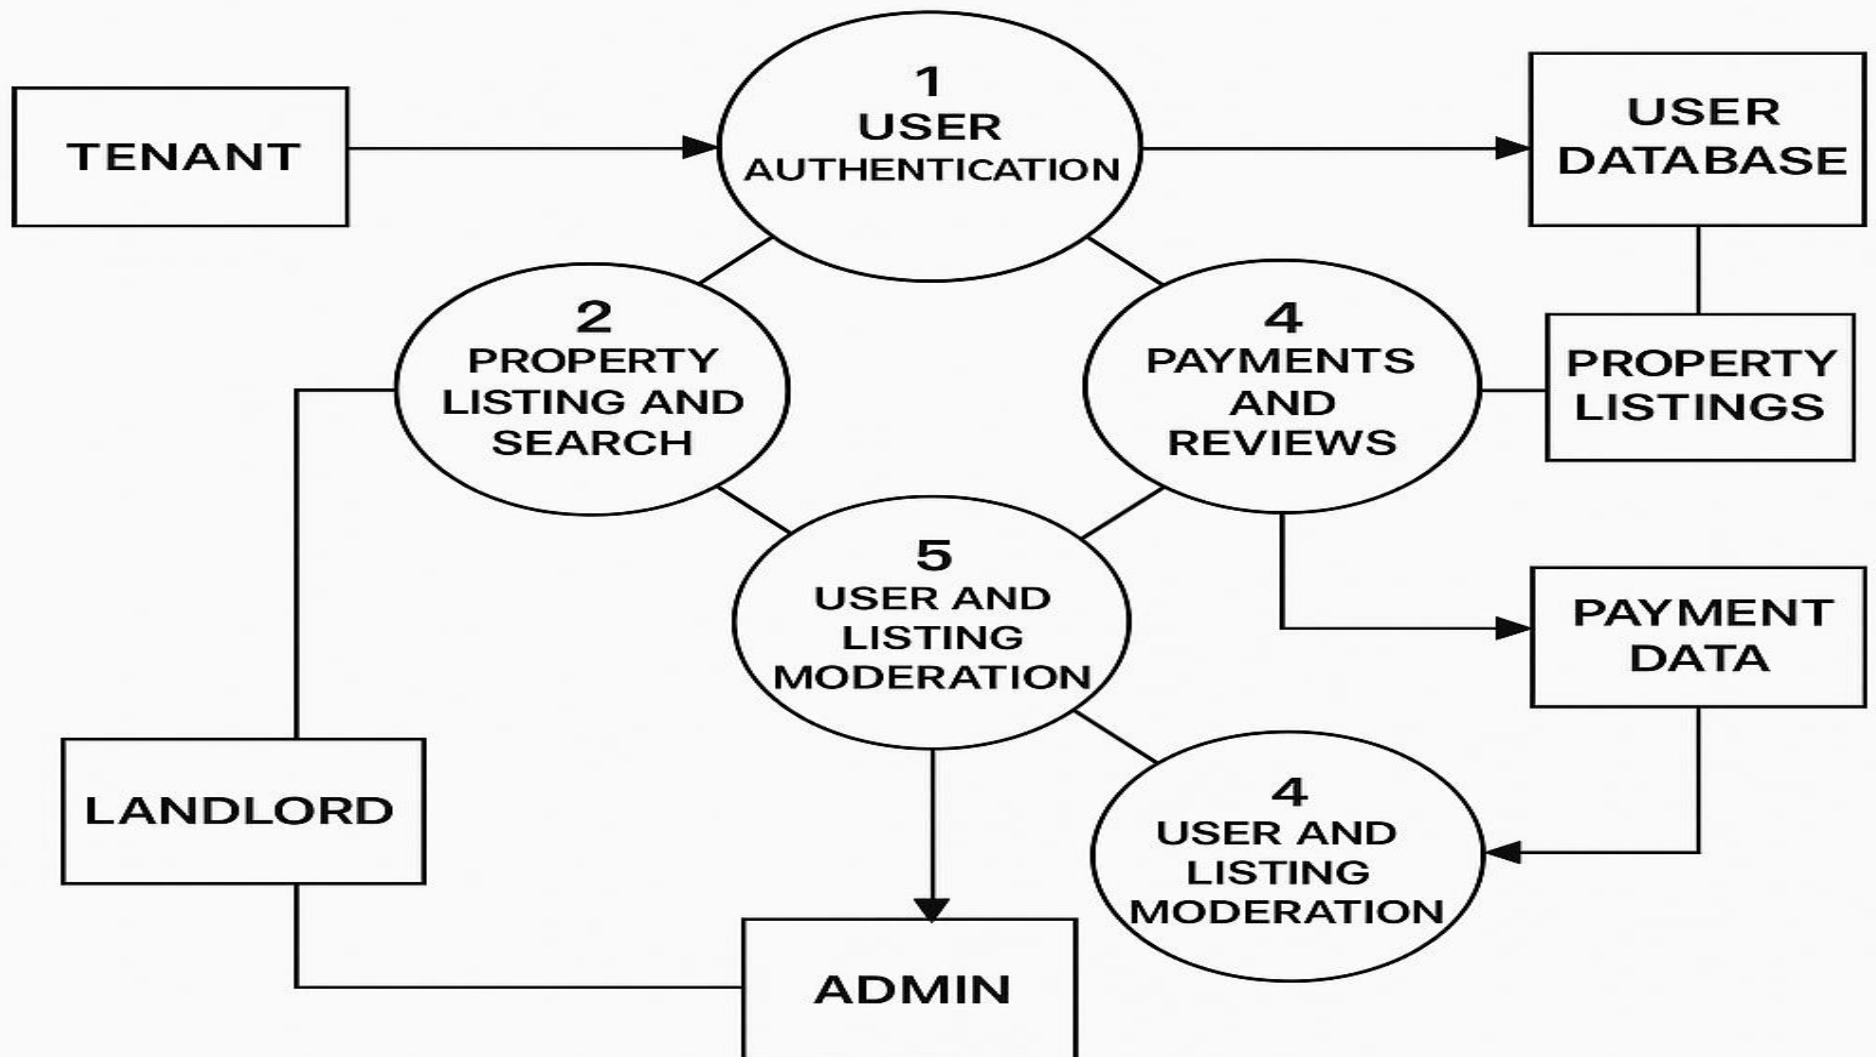 1
USER
AUTHENTICATION
TENANT
USER
DATABASE
2
PROPERTY
LISTING AND
SEARCH
4
PAYMENTS
AND
REVIEWS
PROPERTY
LISTINGS
5
USER AND
LISTING
MODERATION
PAYMENT
DATA
LANDLORD
4
USER AND
LISTING
MODERATION
ADMIN